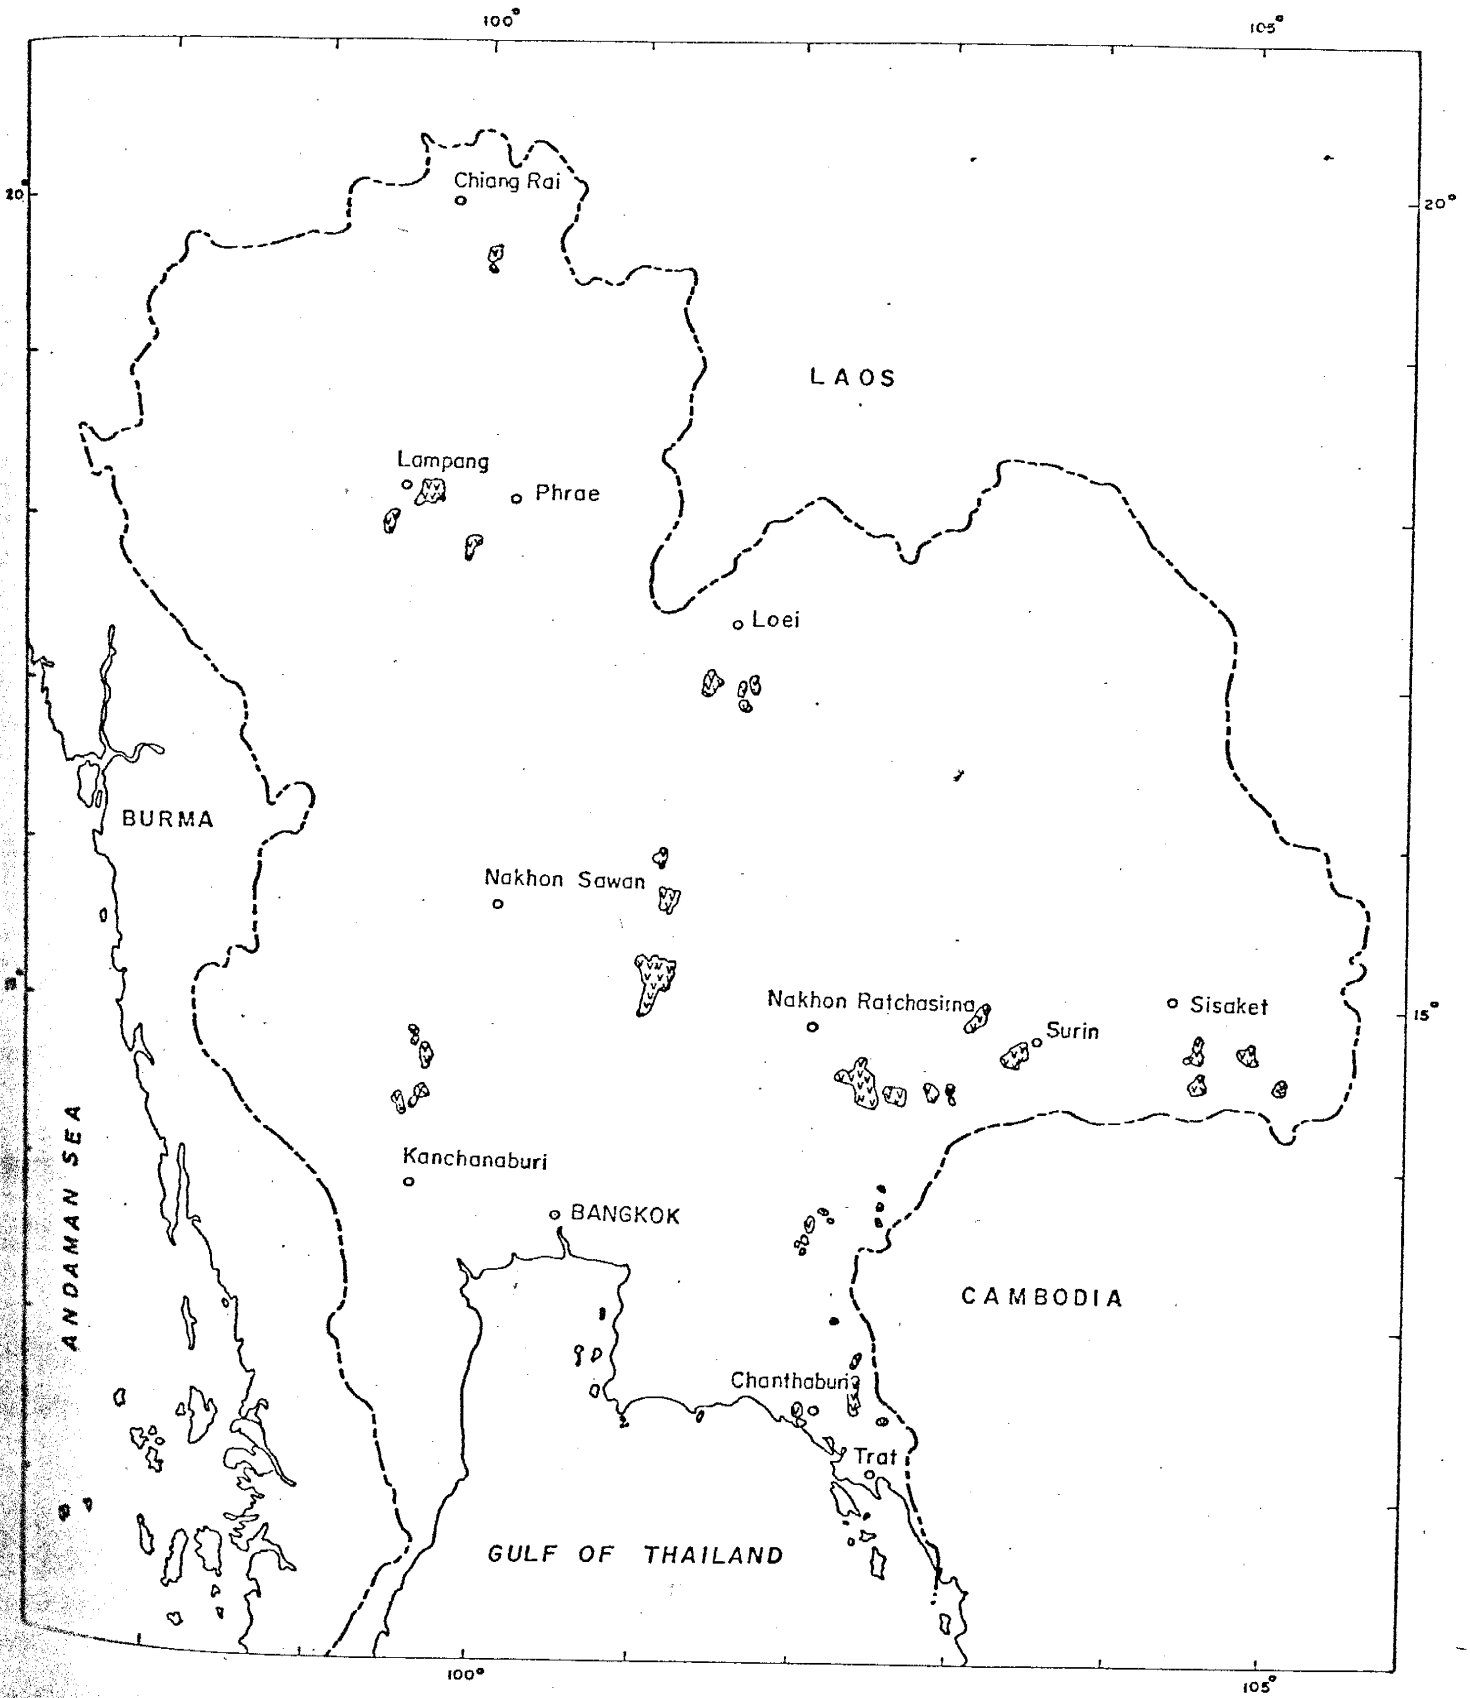 100°
105°
Chiang Rai
20°
20°
LAOS
Lampang
Phrae
Loei
BURMA
Nakhon Sawan
Nakhon Ratchasima
Sisaket
15°
Surin
ANDAMAN SEA
Kanchanaburi
BANGKOK
CAMBODIA
Chanthaburi
Trat
GULF OF THAILAND
100°
105°